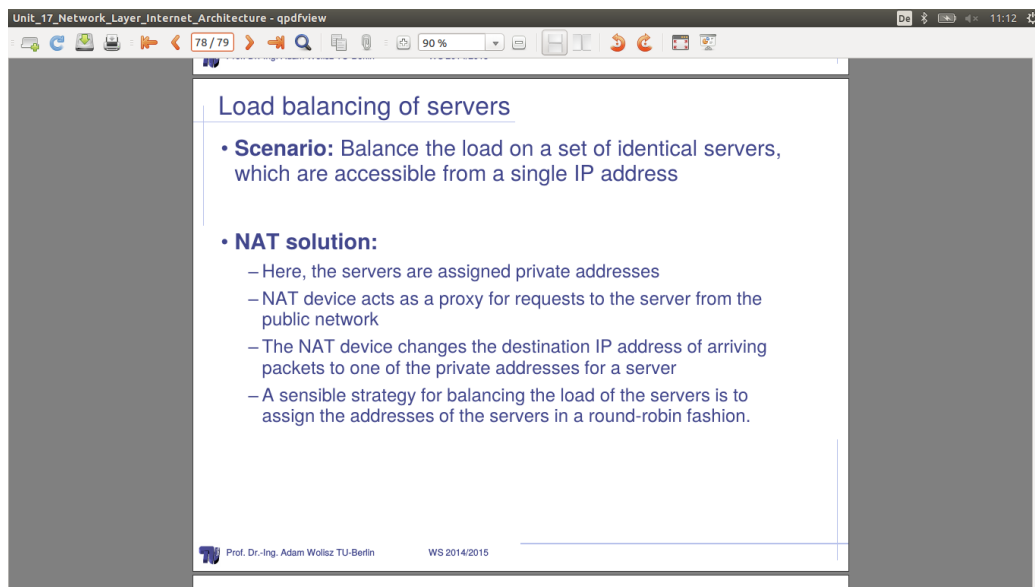 Unit_17_Network_Layer_Internet_Architecture - qpdfview
De
11:12
78 / 79
90 %
WS 2014/2015
Load balancing of servers
• Scenario: Balance the load on a set of identical servers,
which are accessible from a single IP address
• NAT solution:
– Here, the servers are assigned private addresses
– NAT device acts as a proxy for requests to the server from the
public network
– The NAT device changes the destination IP address of arriving
packets to one of the private addresses for a server
– A sensible strategy for balancing the load of the servers is to
assign the addresses of the servers in a round-robin fashion.
Prof. Dr.-Ing. Adam Wolisz TU-Berlin WS 2014/2015